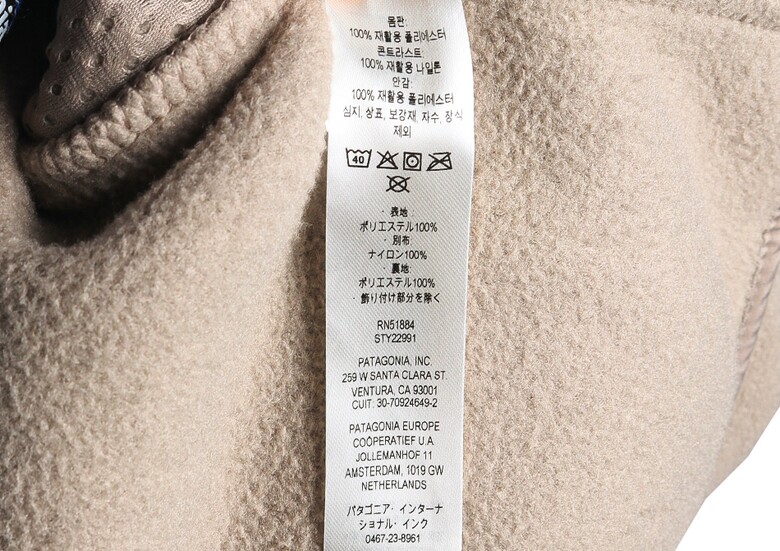 몸판:
100% 재활용 폴리에스터
콘트라스트:
100% 재활용 나일론
안감:
100% 재활용 폴리에스터
심지, 상표, 보강재, 자수, 장식
제외
40
· 表地:
ポリエステル100%
· 別布
ナイロン100%
· 裏地:
ポリエステル100%
· 飾り付け部分を除く
RN51884
STY22991
PATAGONIA, INC.
259 W SANTA CLARA ST.
VENTURA, CA 93001
CUIT. 30-70924649-2
PATAGONIA EUROPE
COÖPERATIEF U.A.
JOLLEMANHOF 11
AMSTERDAM, 1019 GW
NETHERLANDS
パタゴニア・インターナ
ショナル・インク
0467-23-8961